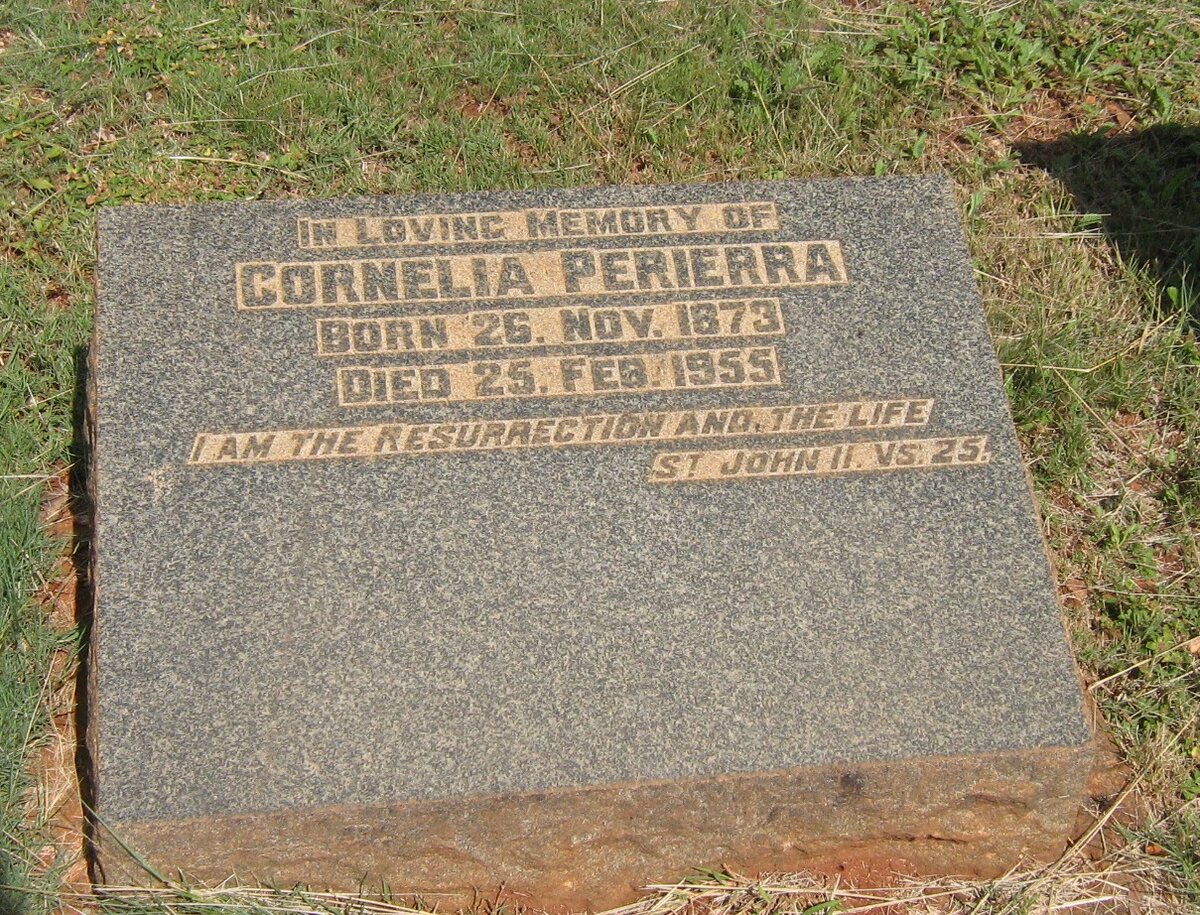 IN LOVING MEMORY OF
CORNELIA PERIERRA
BORN 26. NOV. 1873
DIED 25. FEB. 1955
I AM THE RESURRECTION AND, THE LIFE
ST JOHN II. VS. 25.